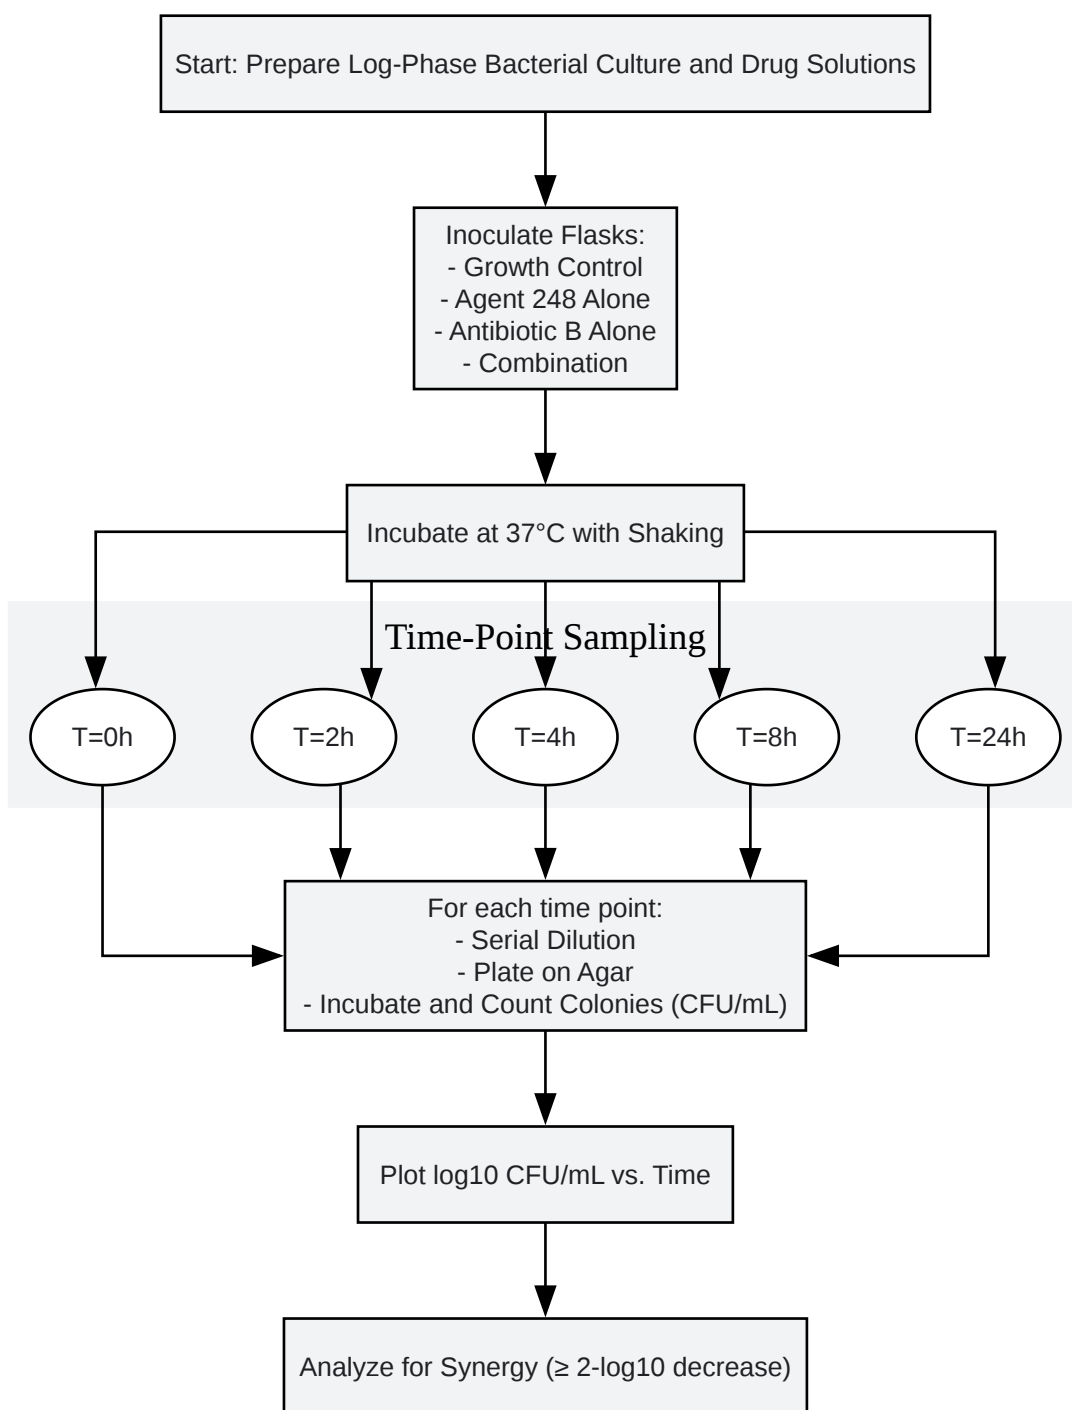 Start: Prepare Log-Phase Bacterial Culture and Drug Solutions
Inoculate Flasks:
- Growth Control
- Agent 248 Alone
- Antibiotic B Alone
- Combination
Incubate at 37°C with Shaking
Time-Point Sampling
T=0h
T=2h
T=4h
T=8h
T=24h
For each time point:
- Serial Dilution
- Plate on Agar
- Incubate and Count Colonies (CFU/mL)
Plot log10 CFU/mL vs. Time
Analyze for Synergy (≥ 2-log10 decrease)